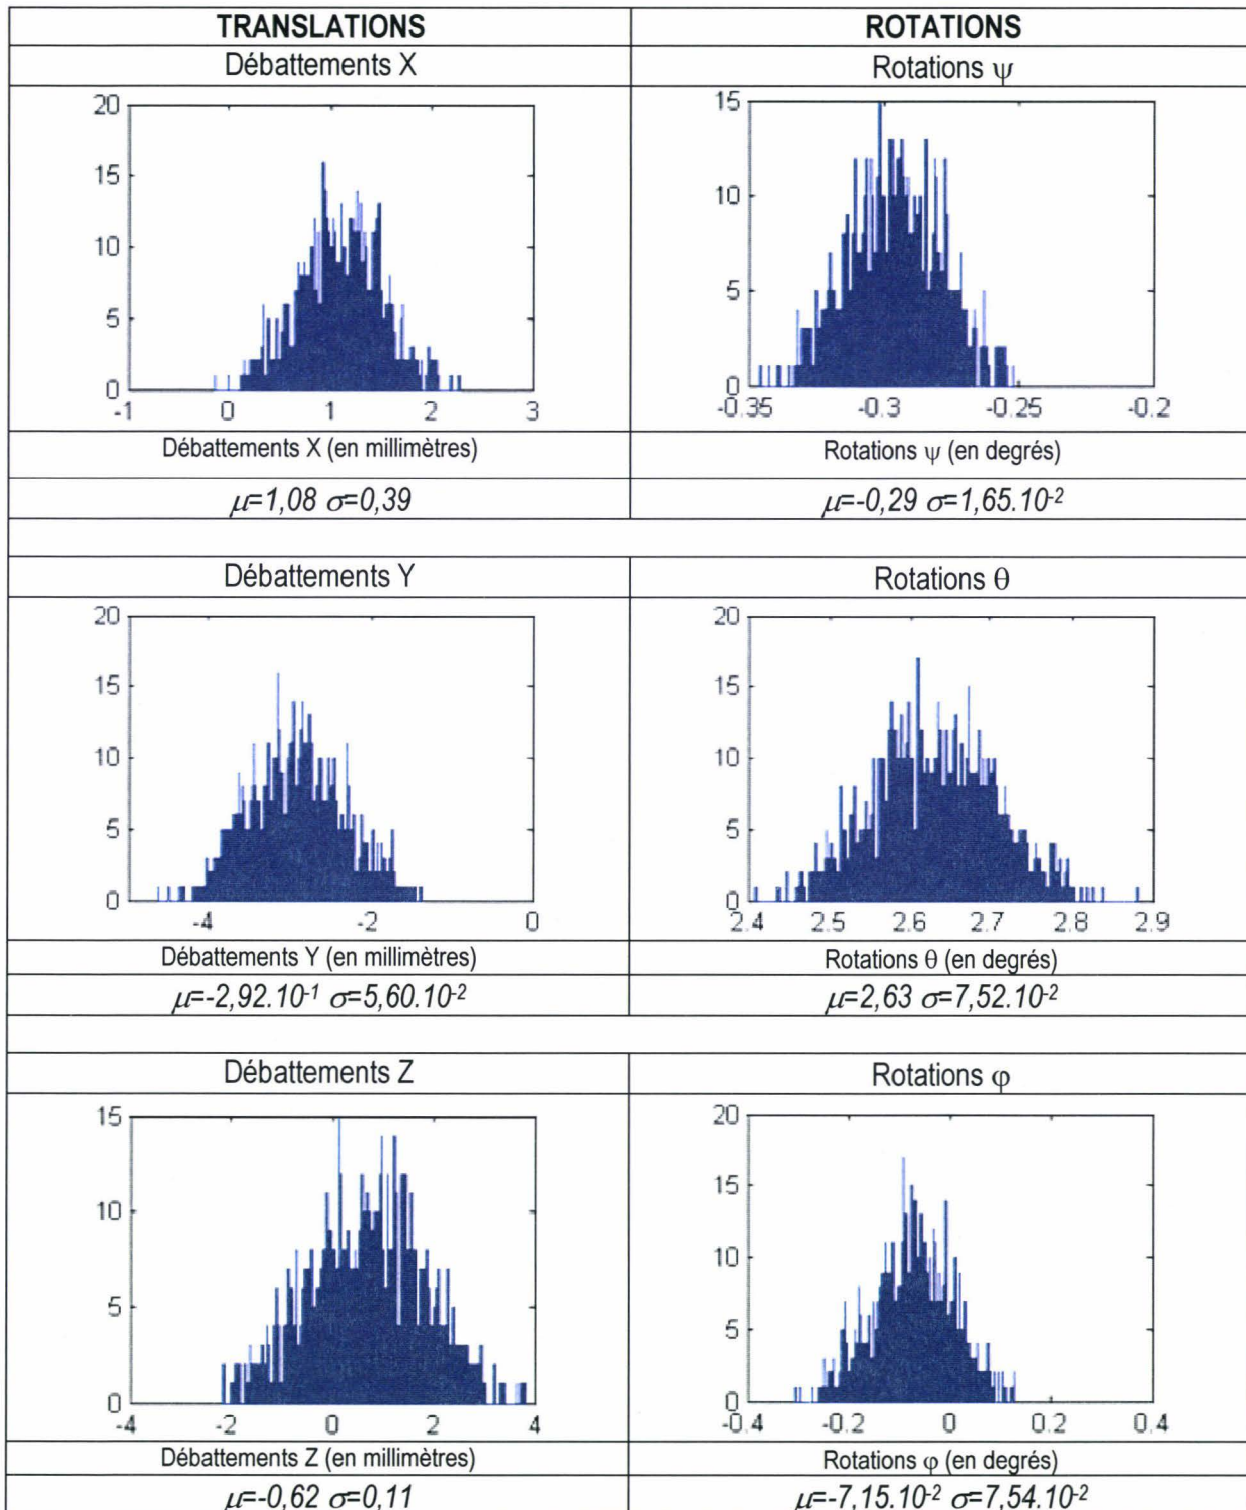 TRANSLATIONS ROTATIONS
Débattements X Rotations ψ
20 15 10 5 0
-1 0 1 2 3
15 10 5 0
-0.35 -0.3 -0.25 -0.2
Débattements X (en millimètres) Rotations ψ (en degrés)
μ=1,08 σ=0,39 μ=-0,29 σ=1,65.10-2
Débattements Y Rotations θ
20 15 10 5 0
-4 -2 0
20 15 10 5 0
2.4 2.5 2.6 2.7 2.8 2.9
Débattements Y (en millimètres) Rotations θ (en degrés)
μ=-2,92.10-1 σ=5,60.10-2 μ=2,63 σ=7,52.10-2
Débattements Z Rotations φ
15 10 5 0
-4 -2 0 2 4
20 15 10 5 0
-0.4 -0.2 0 0.2 0.4
Débattements Z (en millimètres) Rotations φ (en degrés)
μ=-0,62 σ=0,11 μ=-7,15.10-2 σ=7,54.10-2